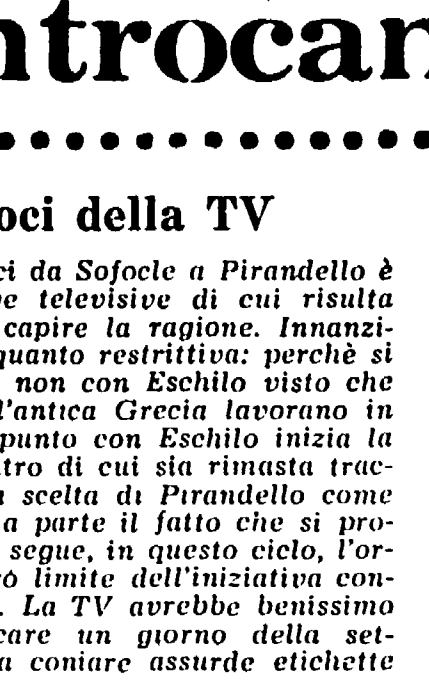 ntrocan
oci della TV
ci da Sofocle a Pirandello è
ve televisive di cui risulta
capire la ragione. Innanzi-
quanto restrittiva: perchè si
non con Eschilo visto che
l'antica Grecia lavorano in
punto con Eschilo inizia la
tro di cui sia rimasta trac-
a scelta di Pirandello come
a parte il fatto che si pro-
segue, in questo ciclo, l'or-
rò limite dell'iniziativa con-
. La TV avrebbe benissimo
care un giorno della set-
a coniare assurde etichette